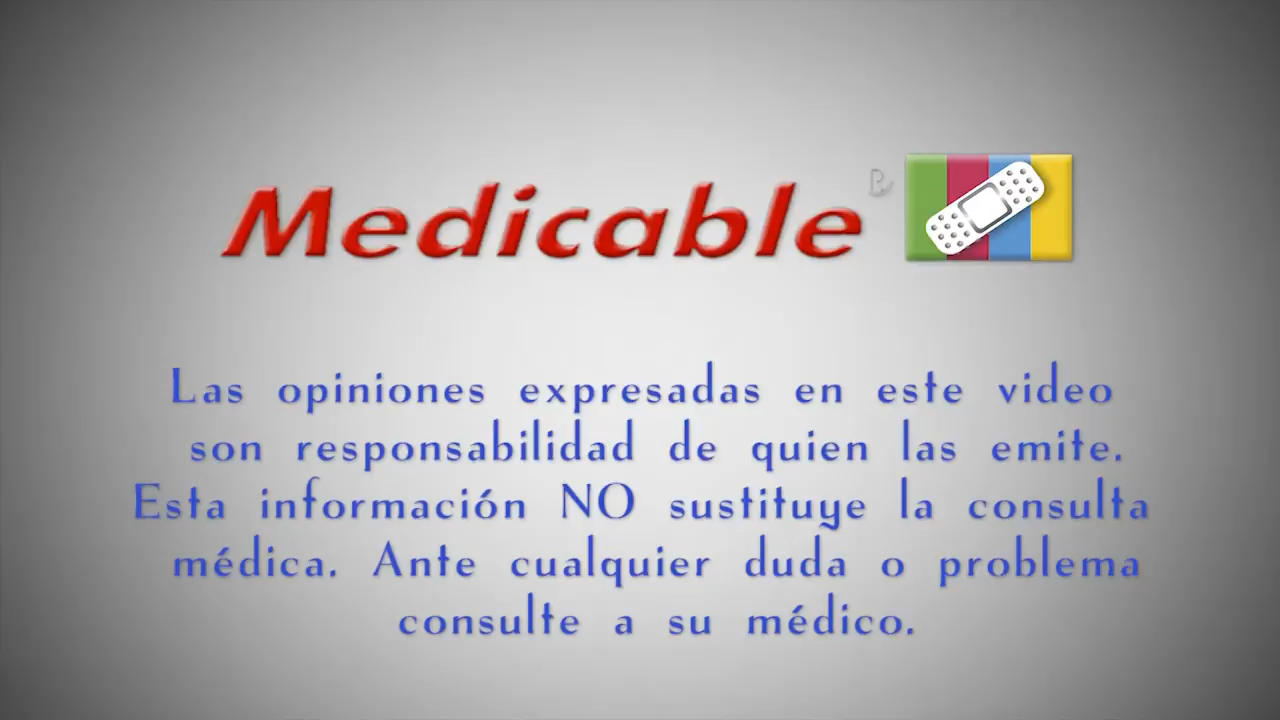 Medicable
Las opiniones expresadas en este video
son responsabilidad de quien las emite.
Esta información NO sustituye la consulta
médica. Ante cualquier duda o problema
consulte a su médico.